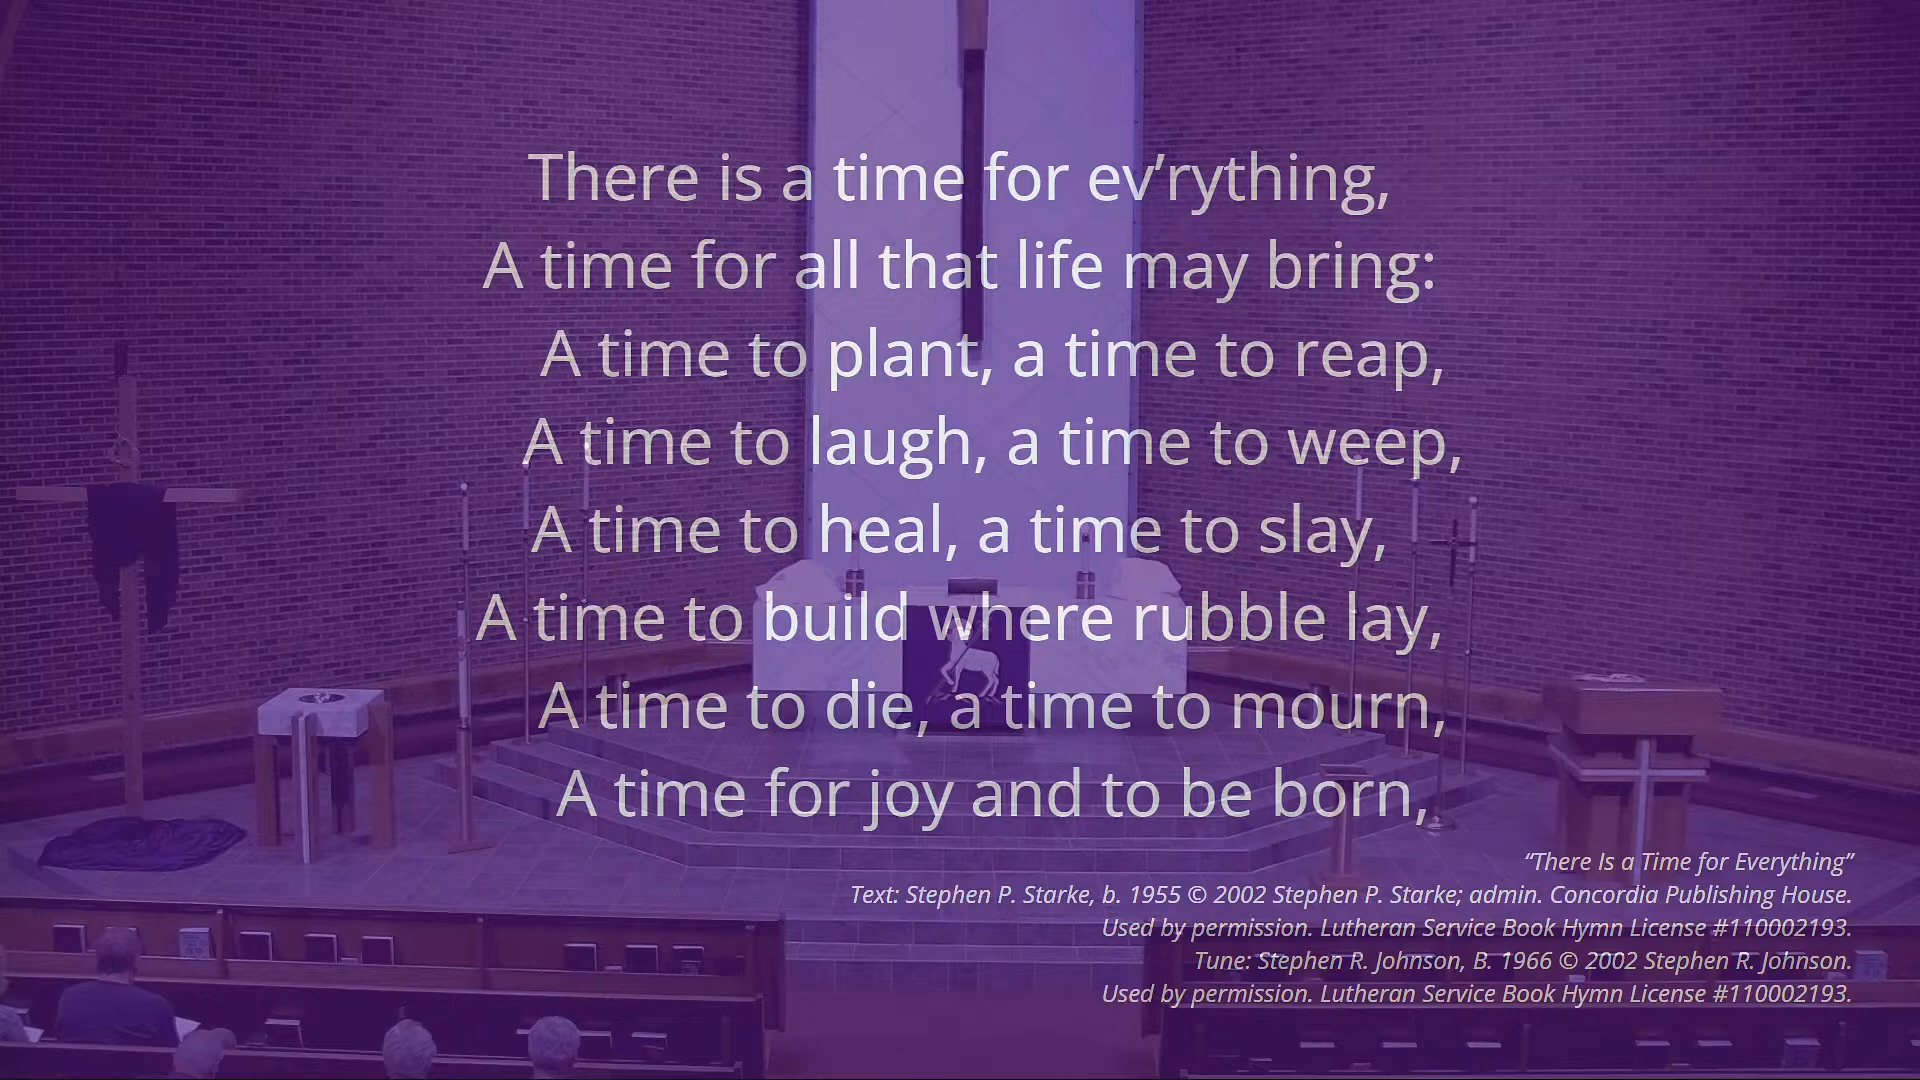 There is a time for ev’rything,
A time for all that life may bring:
A time to plant, a time to reap,
A time to laugh, a time to weep,
A time to heal, a time to slay,
A time to build where rubble lay,
A time to die, a time to mourn,
A time for joy and to be born,
“There Is a Time for Everything”
Text: Stephen P. Starke, b. 1955 © 2002 Stephen P. Starke; admin. Concordia Publishing House.
Used by permission. Lutheran Service Book Hymn License #110002193.
Tune: Stephen R. Johnson, B. 1966 © 2002 Stephen R. Johnson.
Used by permission. Lutheran Service Book Hymn License #110002193.